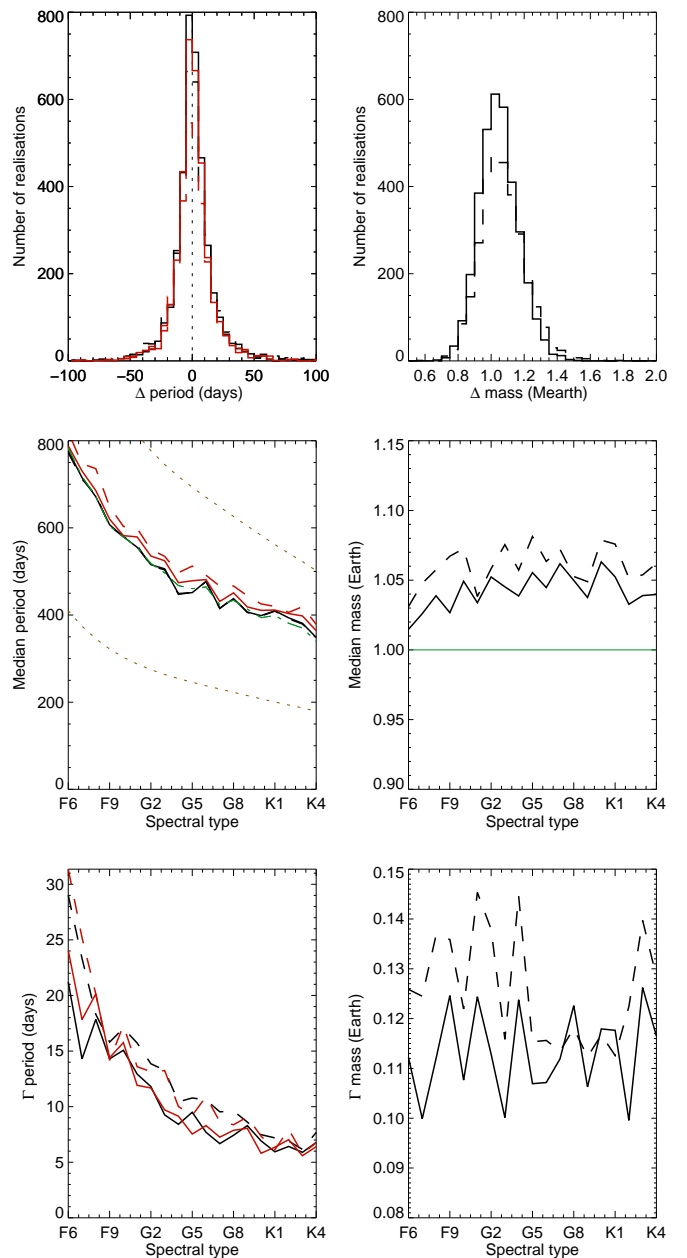 800
600
400
200
0
Number of realisations
−100 −50 0 50 100
Δ period (days)
800
600
400
200
0
Number of realisations
0.6 0.8 1.0 1.2 1.4 1.6 1.8 2.0
Δ mass (Mearth)
800
600
400
200
0
Median period (days)
F6 F9 G2 G5 G8 K1 K4
Spectral type
1.15
1.10
1.05
1.00
0.95
0.90
Median mass (Earth)
F6 F9 G2 G5 G8 K1 K4
Spectral type
30
25
20
15
10
5
0
Γ period (days)
F6 F9 G2 G5 G8 K1 K4
Spectral type
0.15
0.14
0.13
0.12
0.11
0.10
0.09
0.08
Γ mass (Earth)
F6 F9 G2 G5 G8 K1 K4
Spectral type